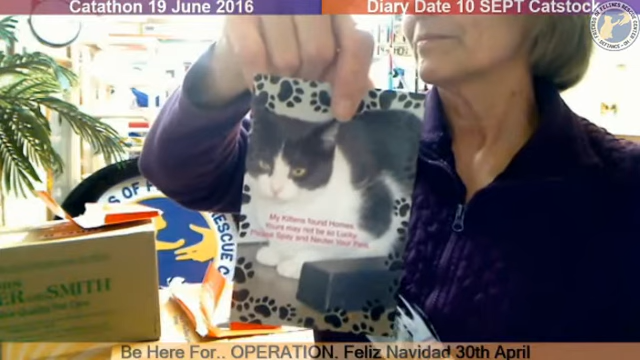 Catathon 19 June 2016
Diary Date 10 SEPT Catstock
My Kittens found Homes.
Yours may not be so Lucky.
Please Spay and Neuter Your Pets.
SMITH
RESCUE
Be Here For.. OPERATION. Feliz Navidad 30th April